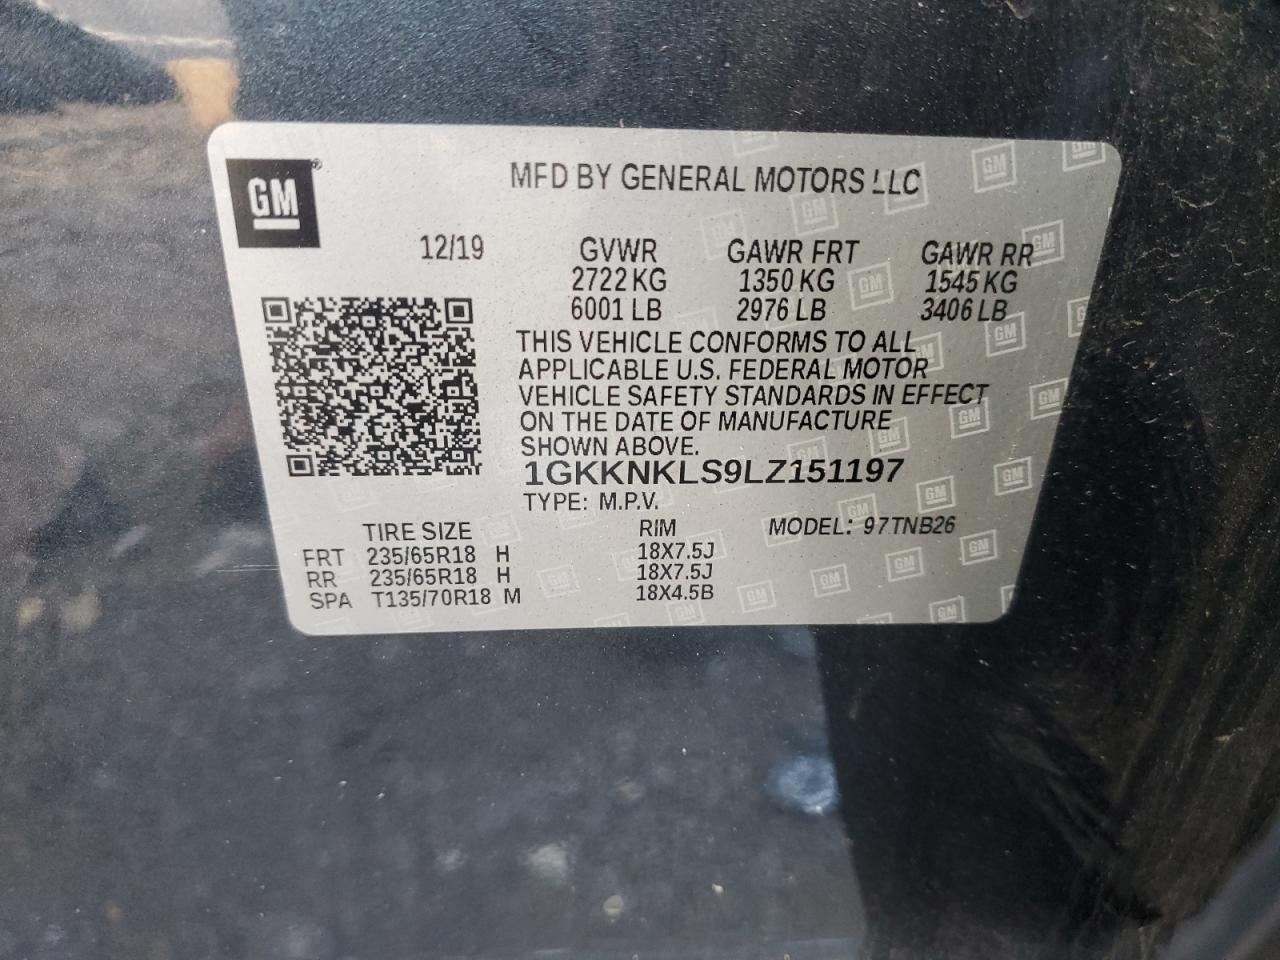 GM®
MFD BY GENERAL MOTORS LLC
12/19 GVWR GAWR FRT GAWR RR
2722 KG 1350 KG 1545 KG
6001 LB 2976 LB 3406 LB
THIS VEHICLE CONFORMS TO ALL
APPLICABLE U.S. FEDERAL MOTOR
VEHICLE SAFETY STANDARDS IN EFFECT
ON THE DATE OF MANUFACTURE
SHOWN ABOVE.
1GKKNKLS9LZ151197
TYPE: M.P.V.
TIRE SIZE RIM MODEL: 97TNB26
FRT 235/65R18 H 18X7.5J
RR 235/65R18 H 18X7.5J
SPA T135/70R18 M 18X4.5B